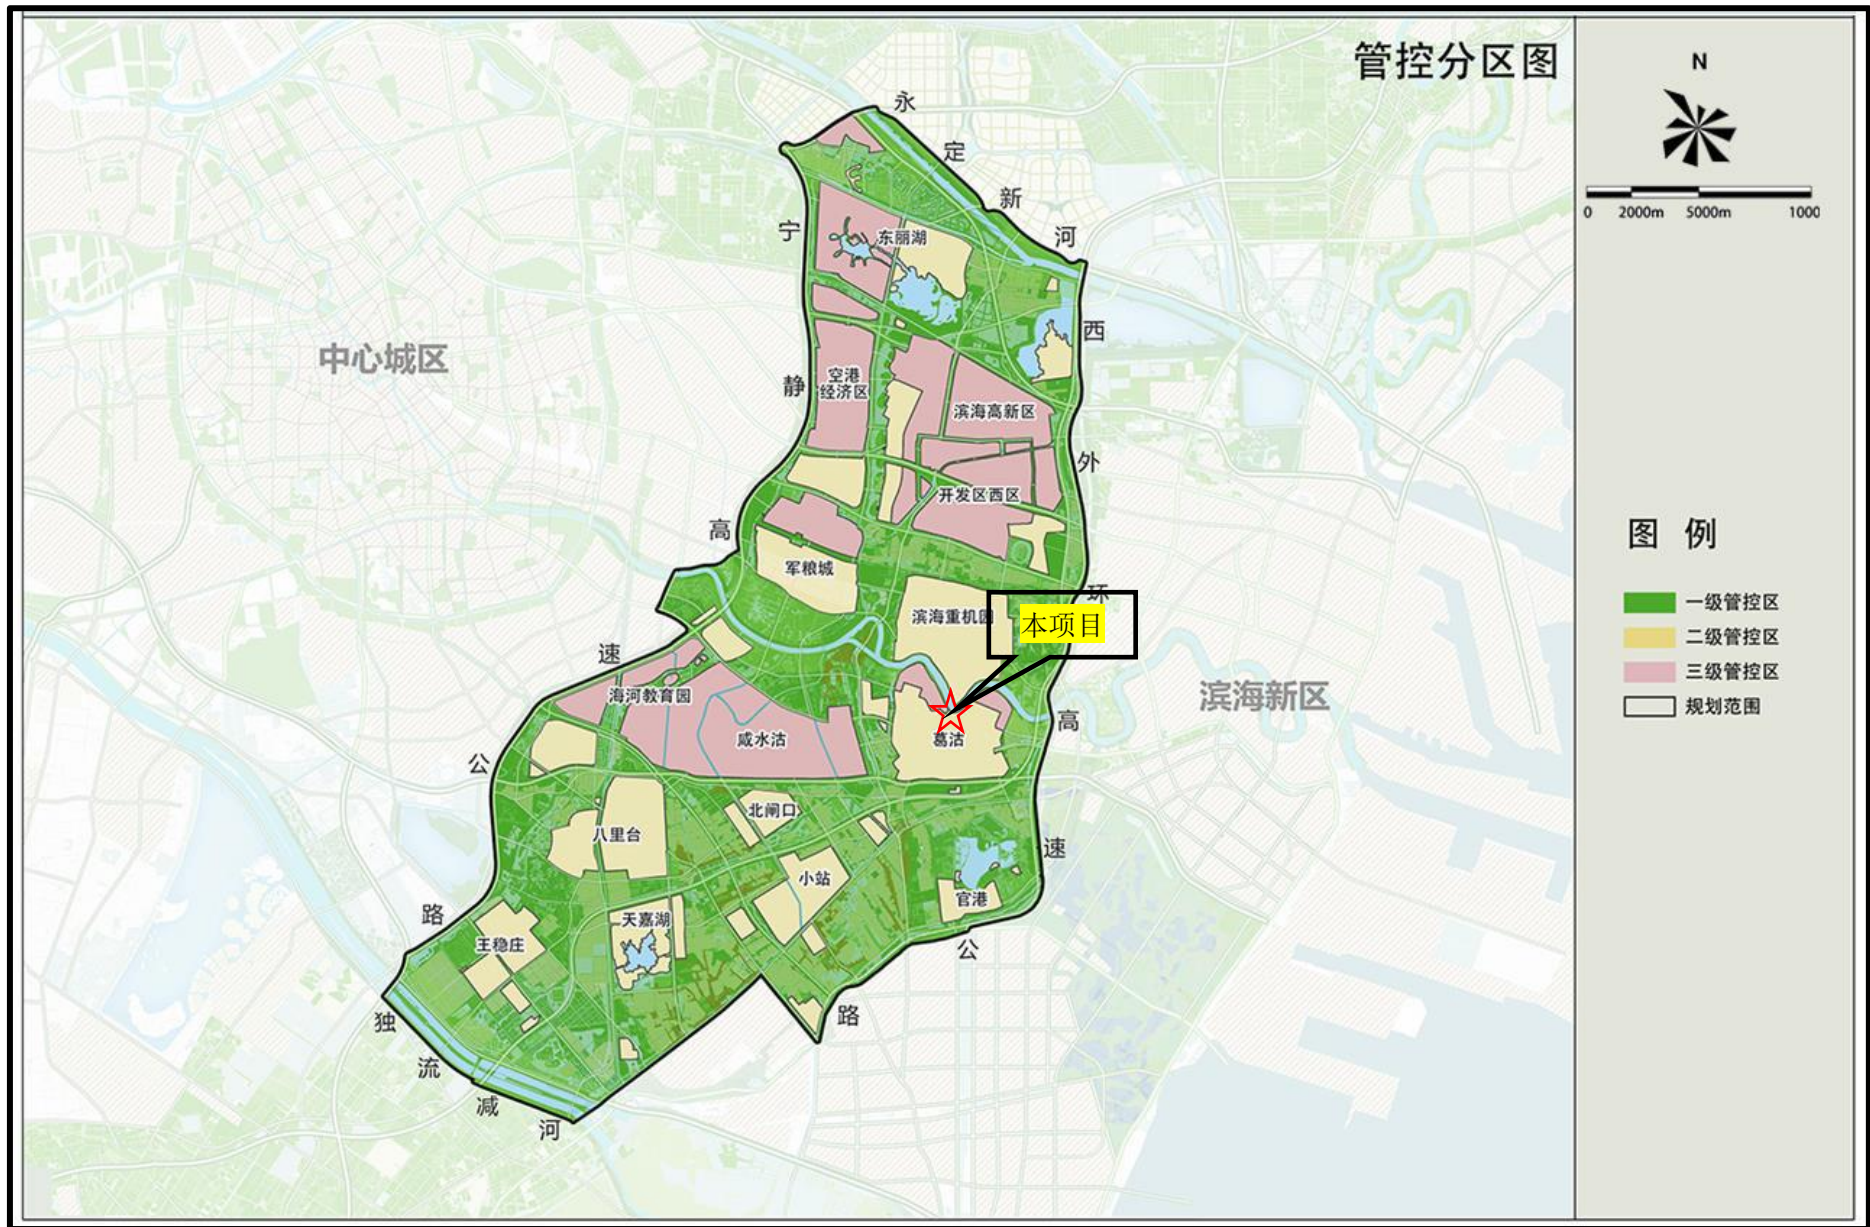 管控分区图
N
0 2000m 5000m 1000
永定新河
宁静高速公路
西外环高速公路
独流减河
中心城区
滨海新区
东丽湖
空港
经济区
滨海高新区
开发区西区
军粮城
滨海重机园
本项目
海河教育园
咸水沽
葛沽
北闸口
八里台
小站
官港
天嘉湖
王稳庄
图 例
一级管控区
二级管控区
三级管控区
规划范围